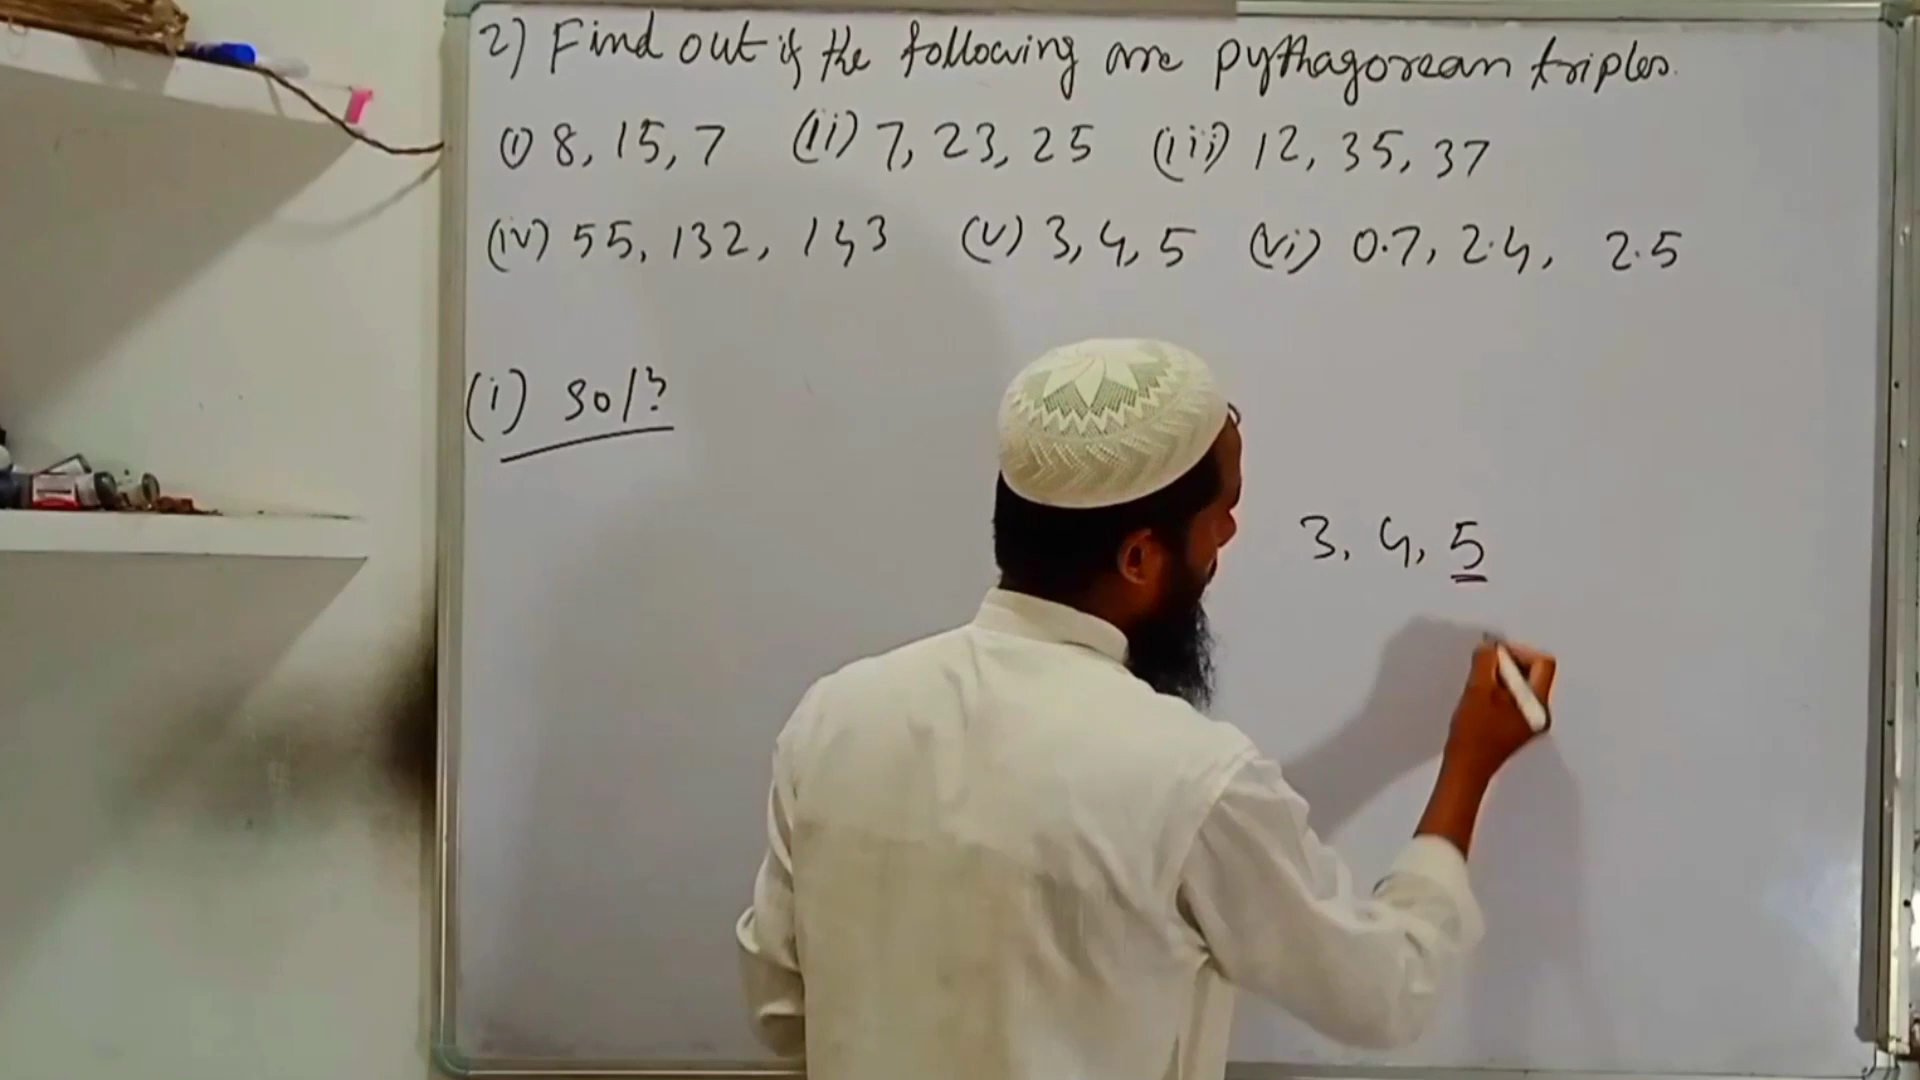 2) Find out if the following are pythagorean triples.
(i) 8, 15, 7 (ii) 7, 23, 25 (iii) 12, 35, 37
(iv) 55, 132, 143 (v) 3, 4, 5 (vi) 0.7, 2.4, 2.5
(i) sol?
3, 4, 5